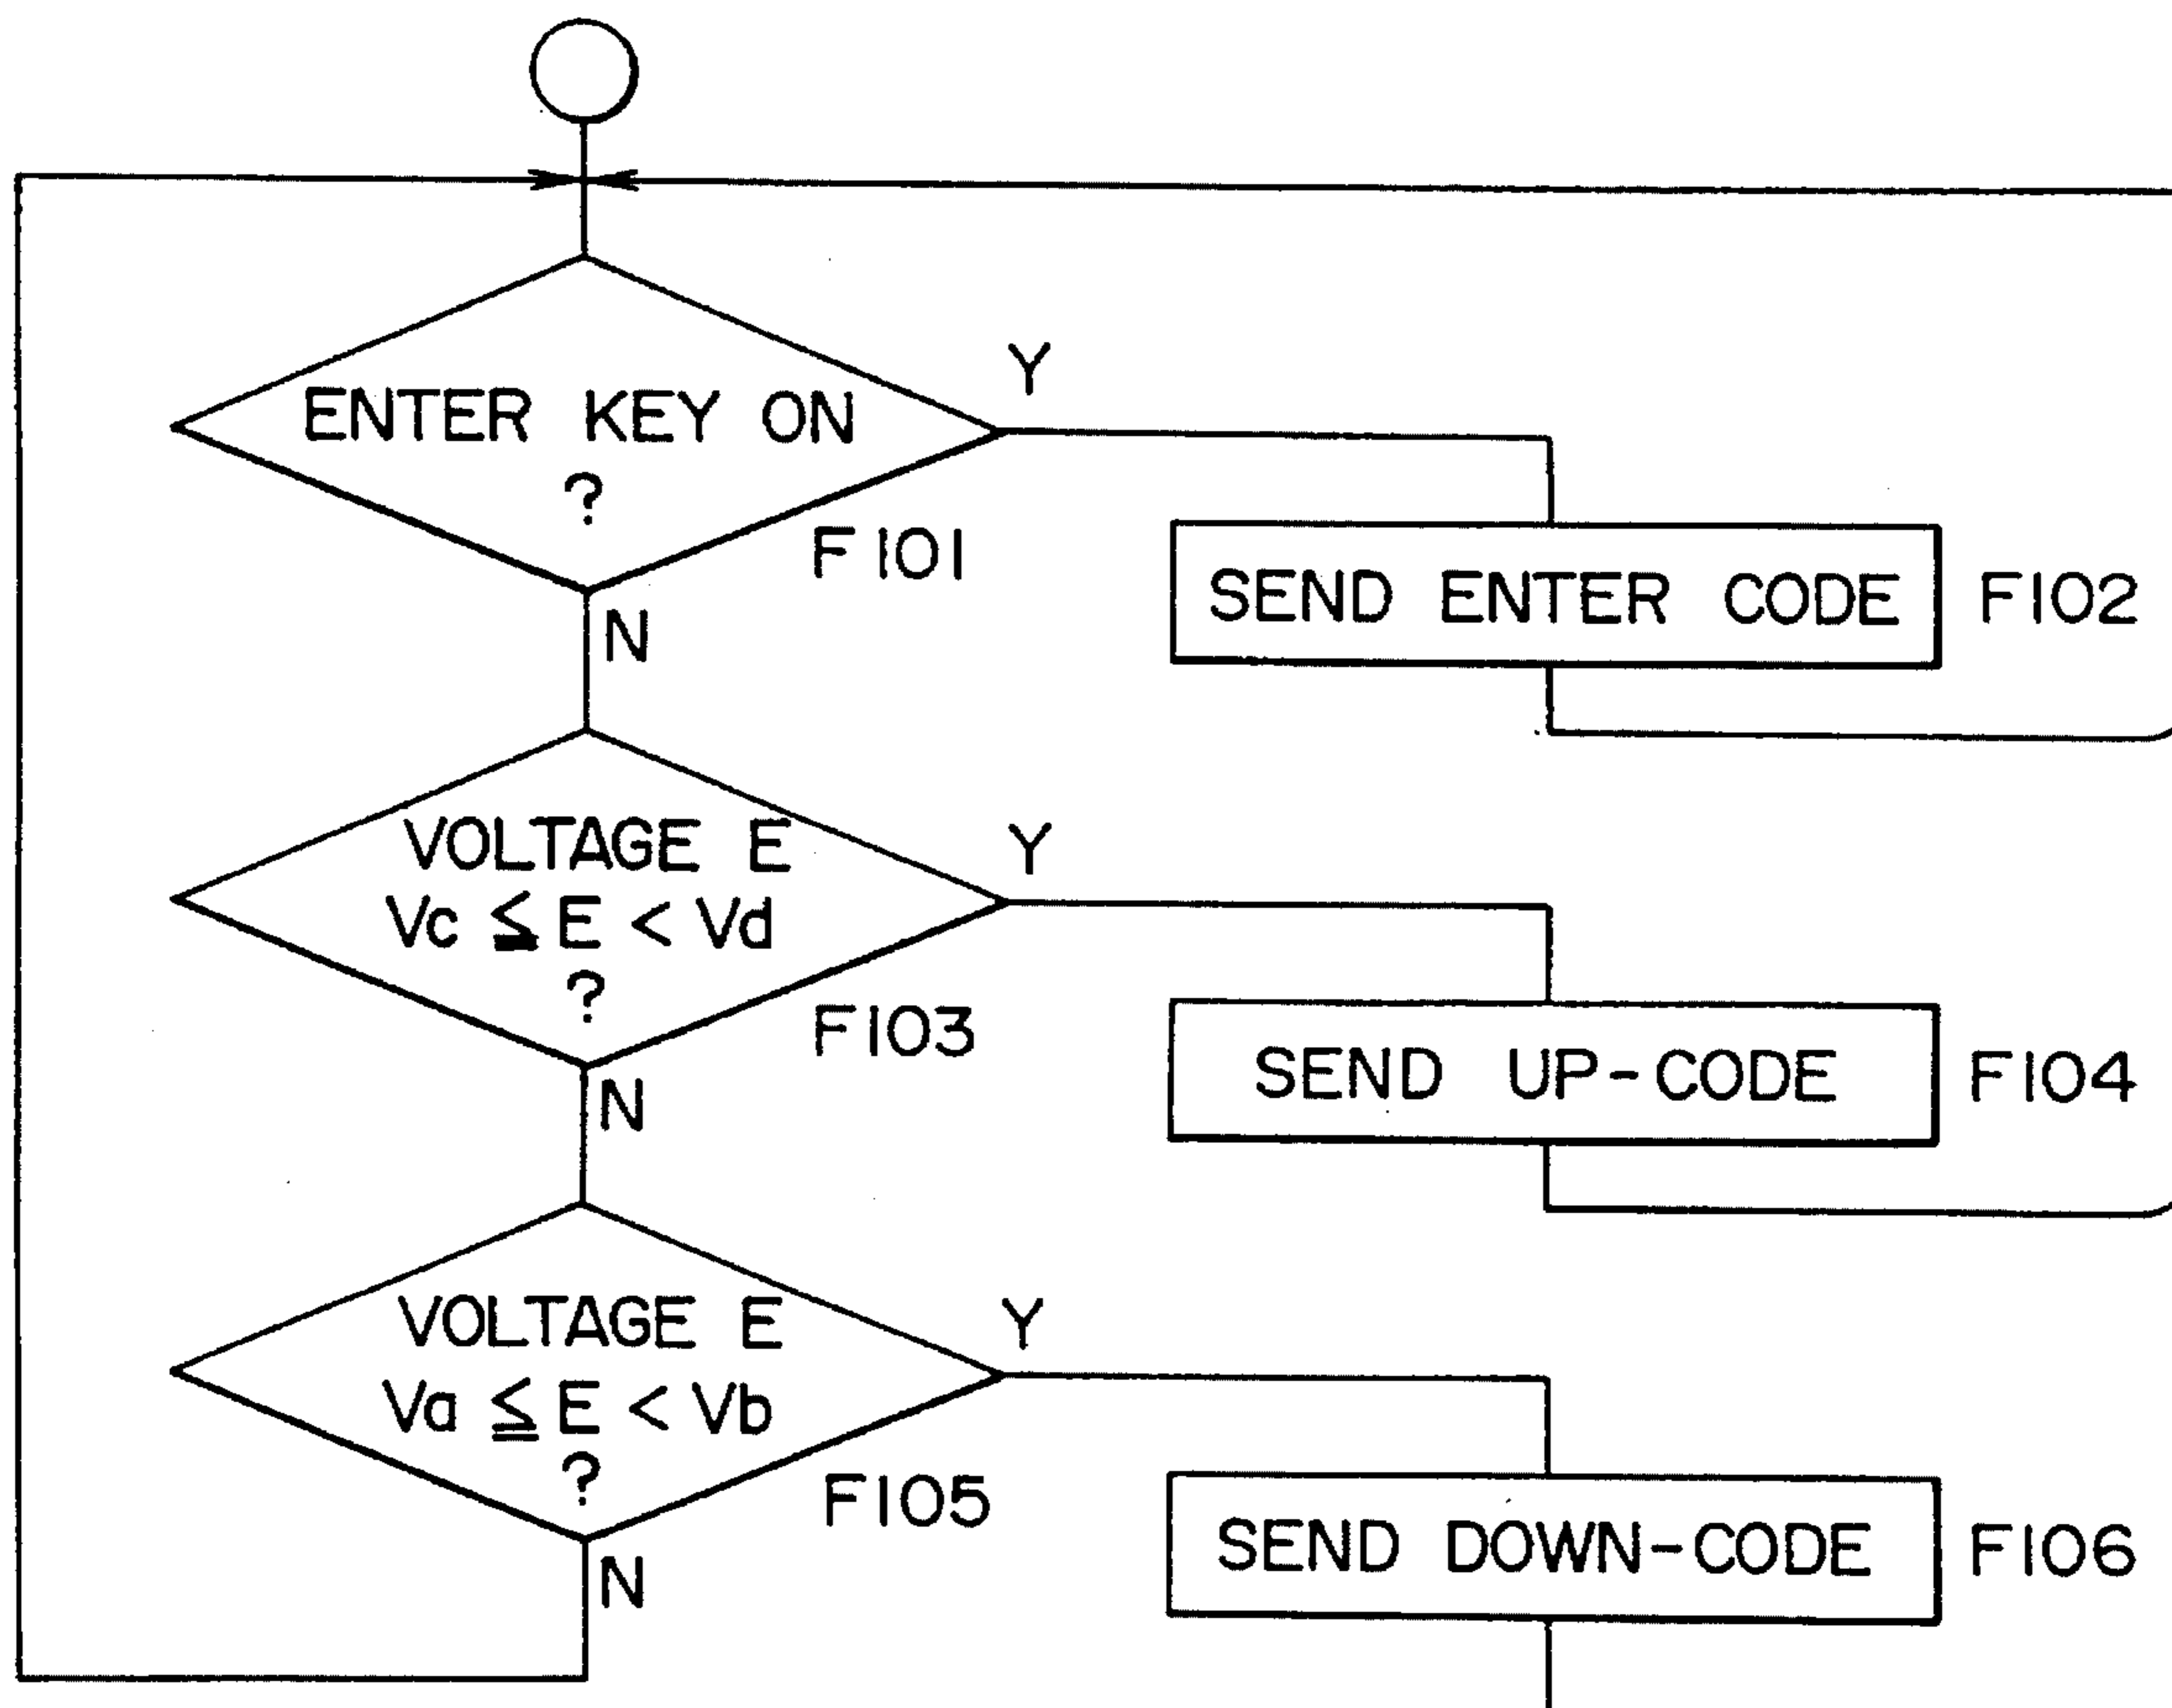 ENTER KEY ON
?
Y
F101
N
SEND ENTER CODE
F102
VOLTAGE E
Vc ≦ E < Vd
?
Y
F103
N
SEND UP-CODE
F104
VOLTAGE E
Va ≦ E < Vb
?
Y
F105
N
SEND DOWN-CODE
F106